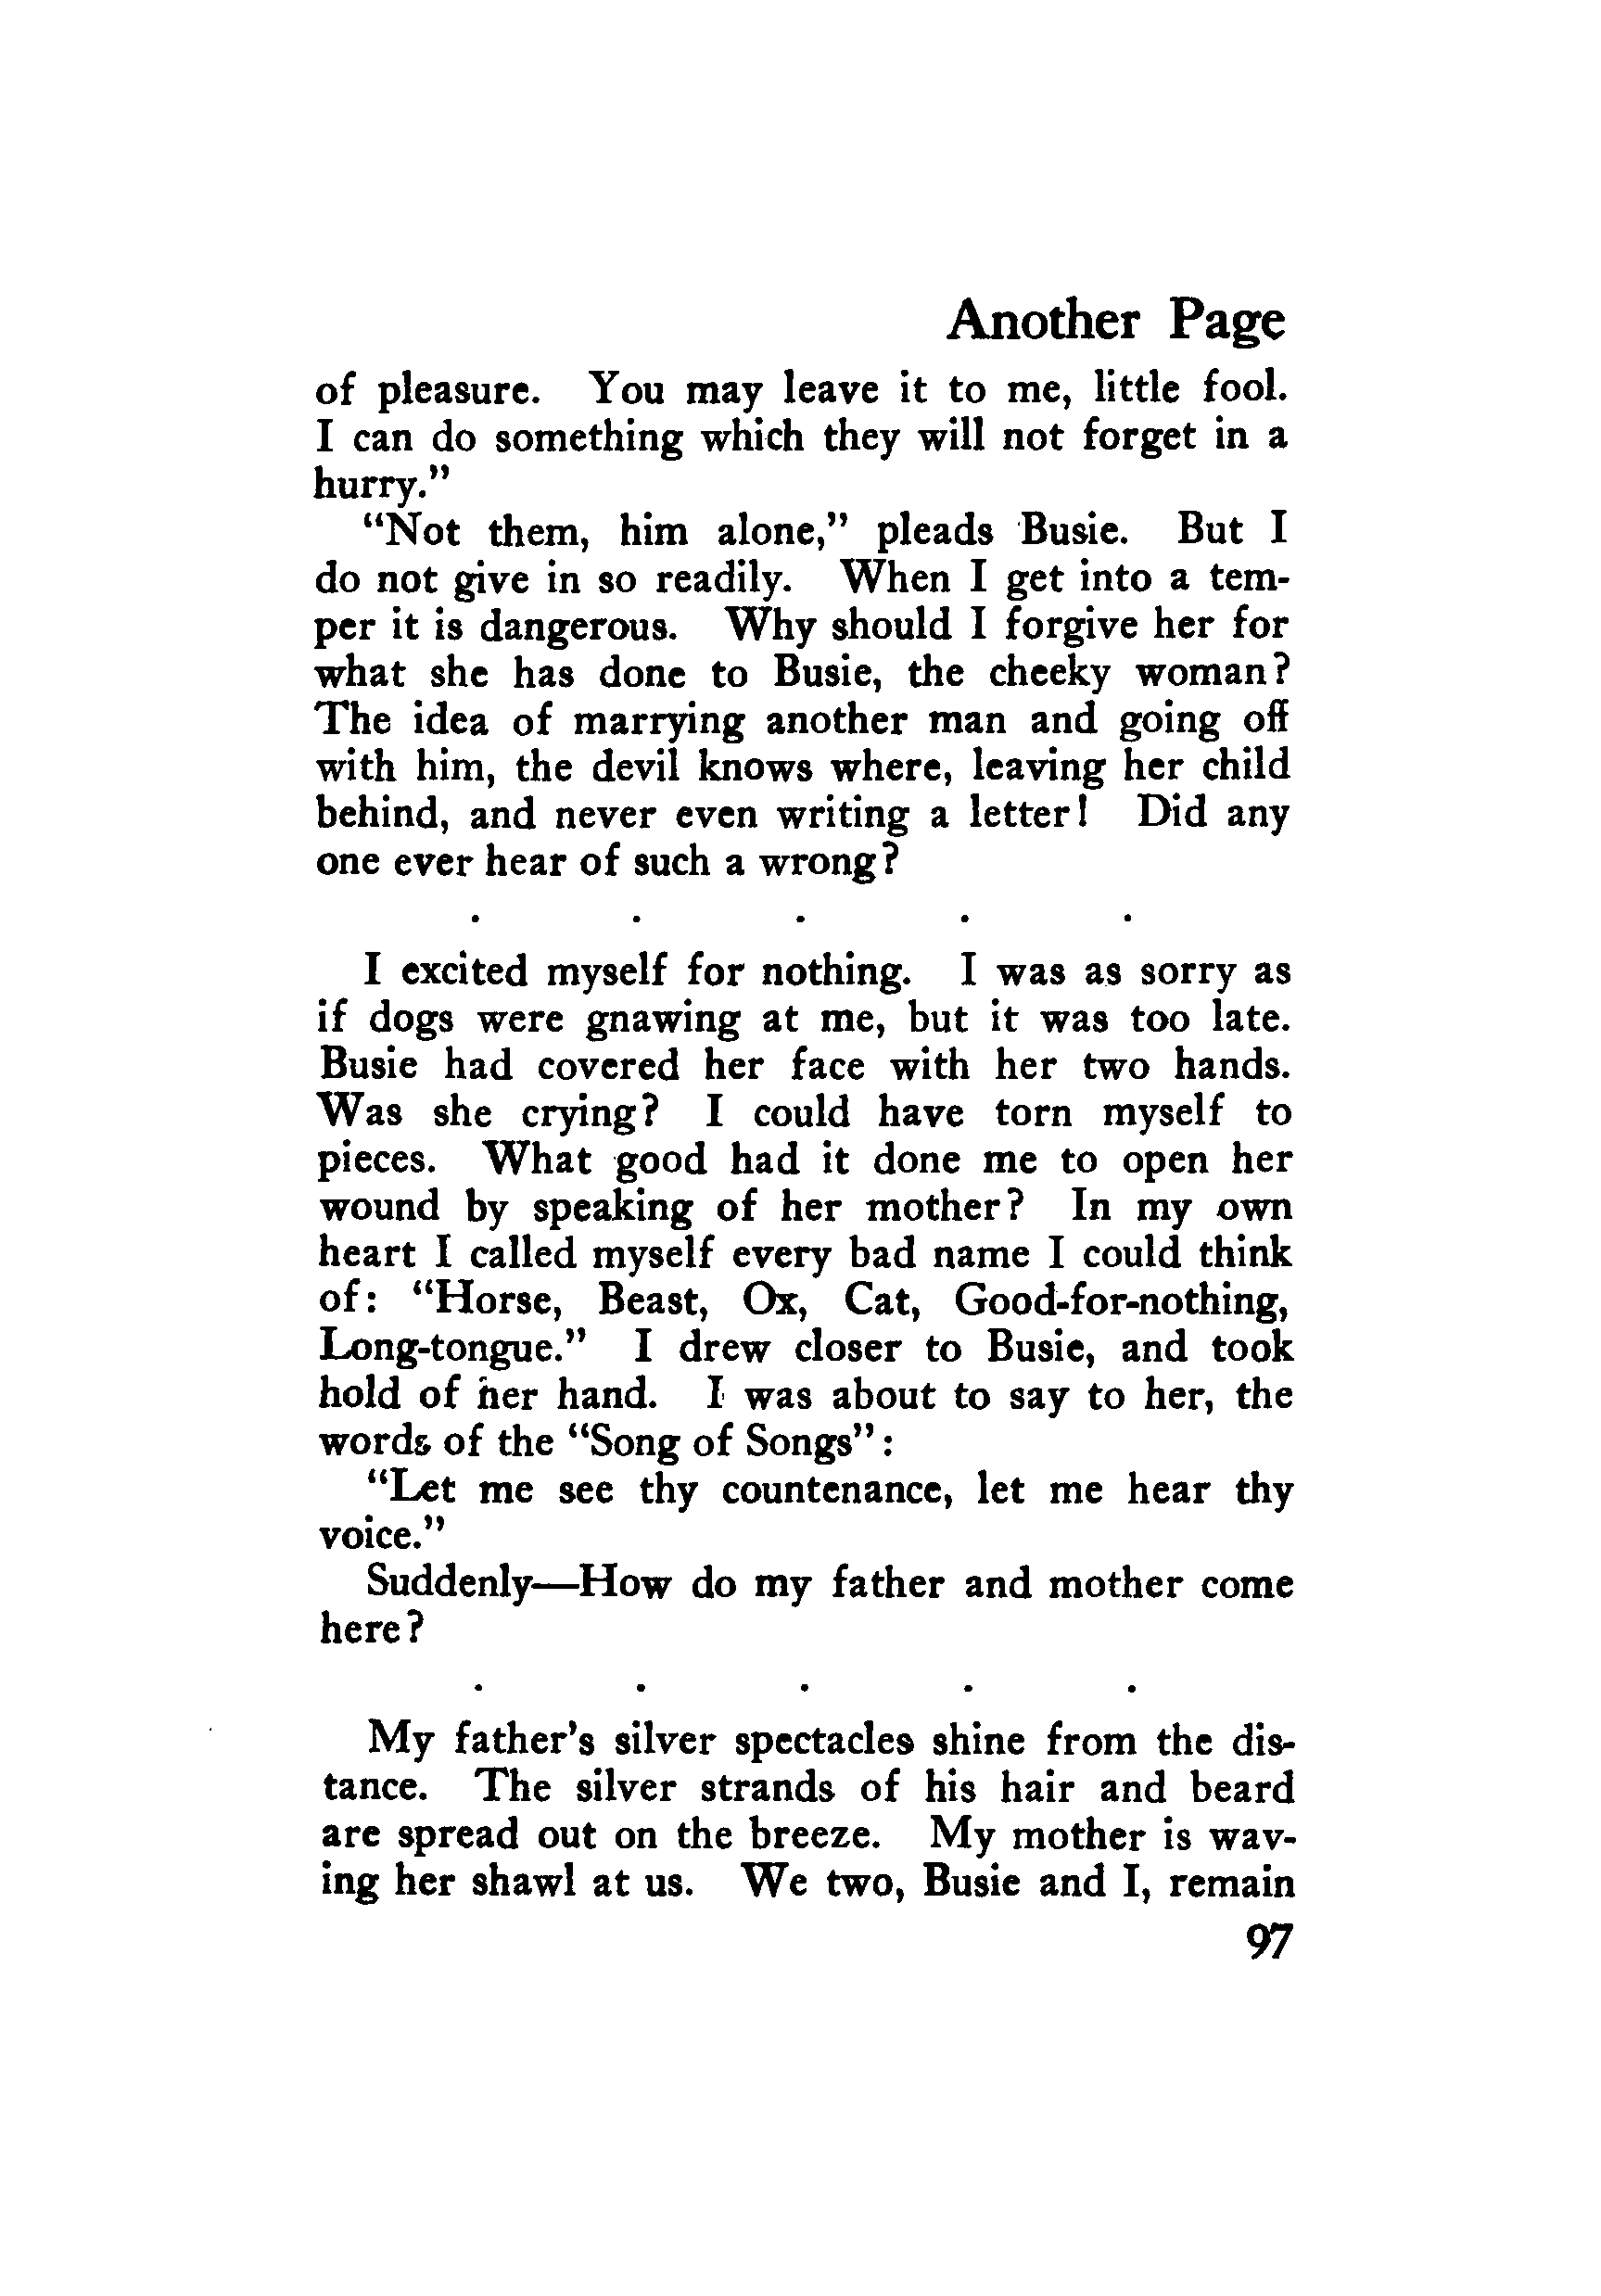 Another Page
of pleasure. You may leave it to me, little fool.
I can do something which they will not forget in a
hurry."
"Not them, him alone," pleads Busie. But I
do not give in so readily. When I get into a tem-
per it is dangerous. Why should I forgive her for
what she has done to Busie, the cheeky woman?
The idea of marrying another man and going off
with him, the devil knows where, leaving her child
behind, and never even writing a letter! Did any
one ever hear of such a wrong?
. . . . .
I excited myself for nothing. I was as sorry as
if dogs were gnawing at me, but it was too late.
Busie had covered her face with her two hands.
Was she crying? I could have torn myself to
pieces. What good had it done me to open her
wound by speaking of her mother? In my own
heart I called myself every bad name I could think
of: "Horse, Beast, Ox, Cat, Good-for-nothing,
Long-tongue." I drew closer to Busie, and took
hold of her hand. I was about to say to her, the
words of the "Song of Songs":
"Let me see thy countenance, let me hear thy
voice."
Suddenly—How do my father and mother come
here?
. . . . .
My father's silver spectacles shine from the dis-
tance. The silver strands of his hair and beard
are spread out on the breeze. My mother is wav-
ing her shawl at us. We two, Busie and I, remain
97